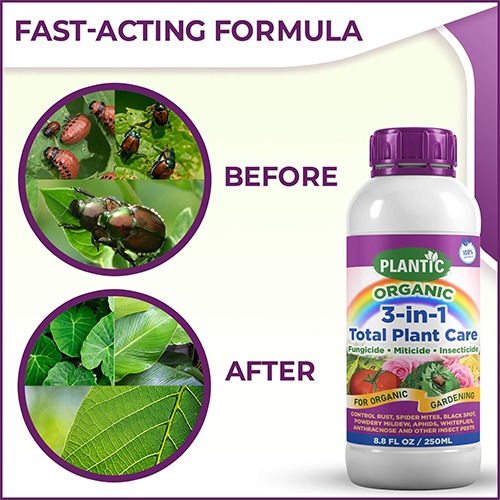 FAST-ACTING FORMULA
BEFORE
AFTER
PLANTIC
100%
ORGANIC
3-in-1
Total Plant Care
Fungicide • Miticide • Insecticide
FOR ORGANIC GARDENING
CONTROL RUST, SPIDER MITES, BLACK SPOT,
POWDERY MILDEW, APHIDS, WHITEFLIES,
ANTHRACNOSE AND OTHER INSECT PESTS
8.8 FL OZ / 250ML